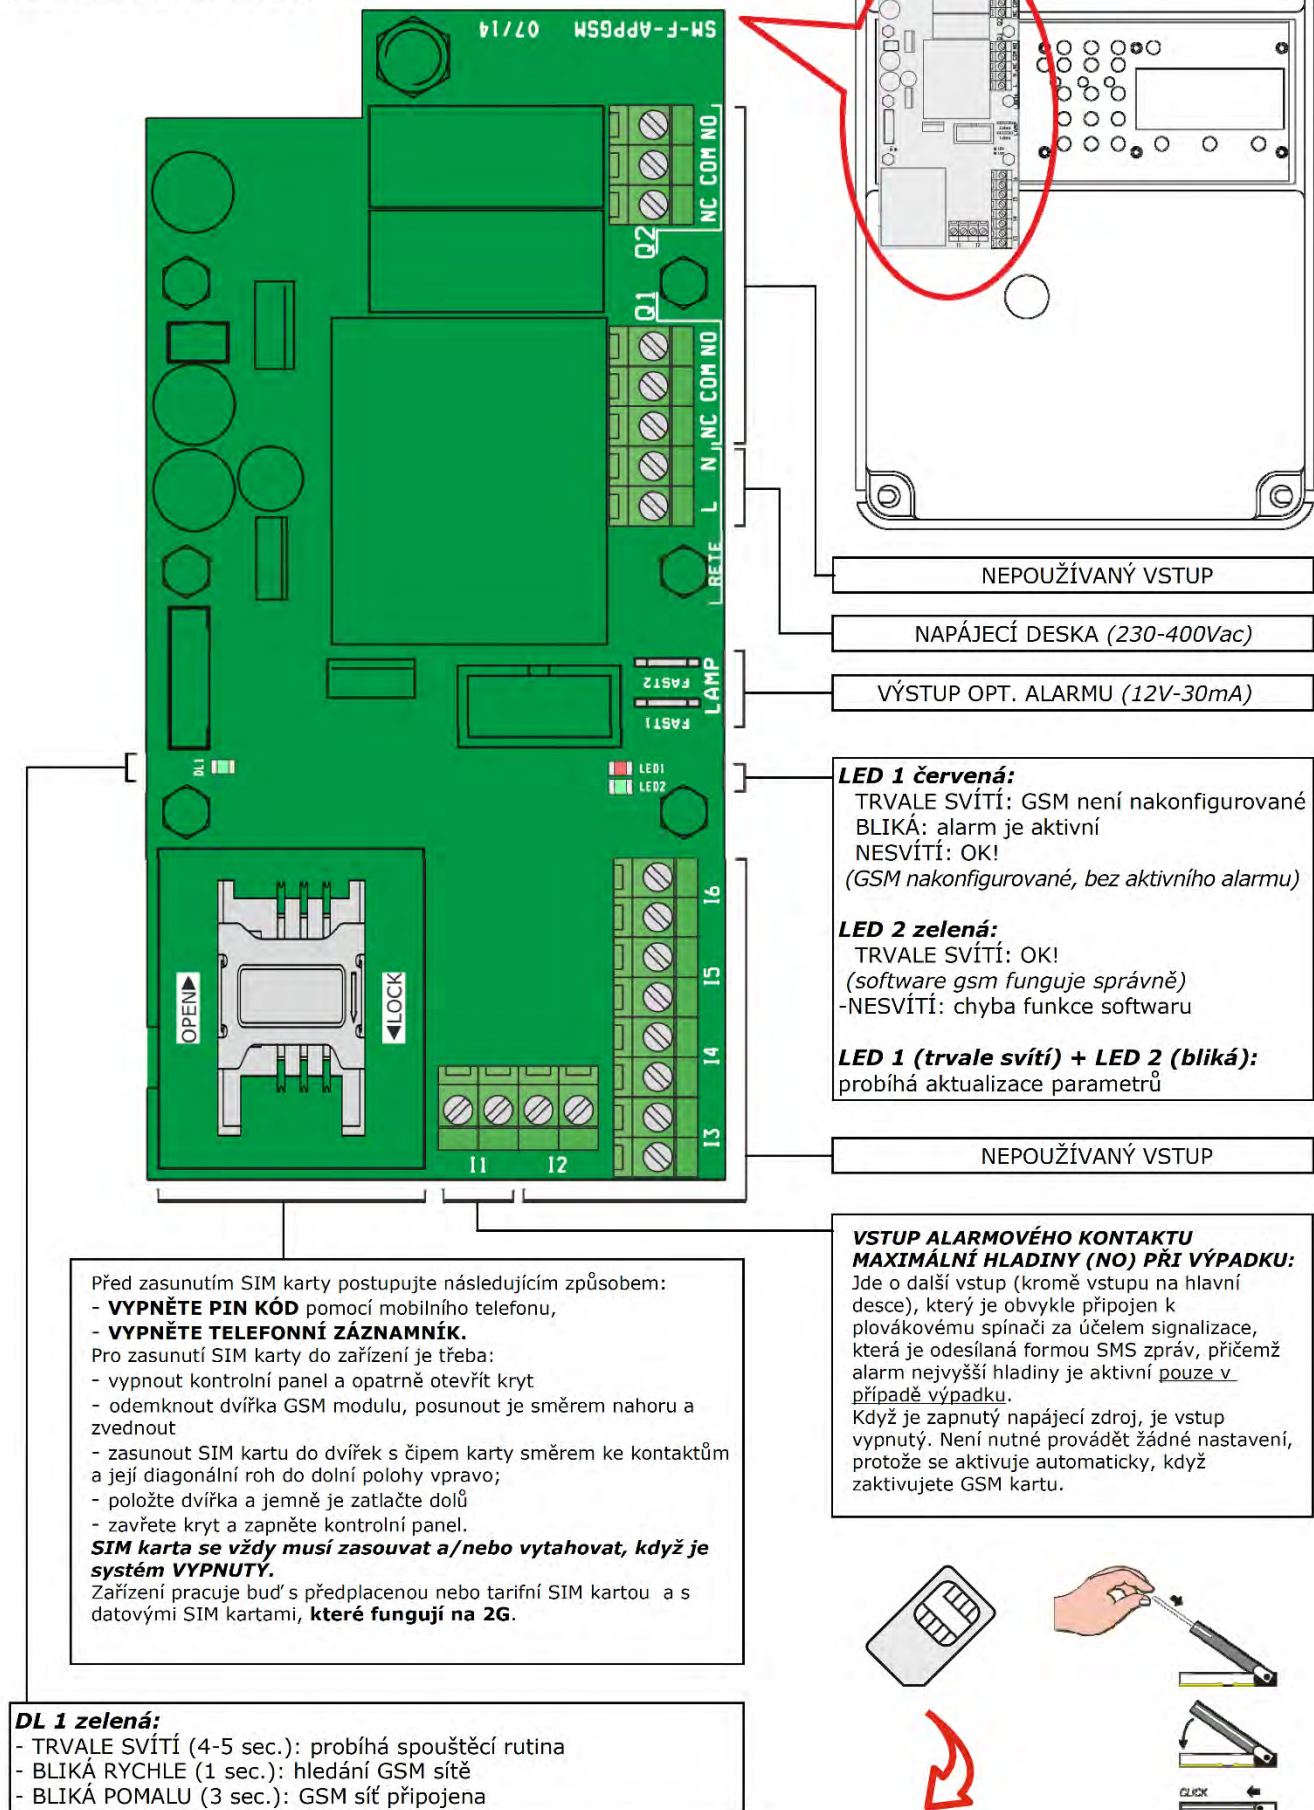 SM-F-APPGSM 07/14
NC COM NO
Q2
Q1
NC COM NO
L N
RETE
FAST2
LAMP
FAST1
DL1
LED1
LED2
OPEN▶
◀LOCK
I6
I5
I4
I3
I1 I2
NEPOUŽÍVANÝ VSTUP
NAPÁJECÍ DESKA (230-400Vac)
VÝSTUP OPT. ALARMU (12V-30mA)
LED 1 červená:
TRVALE SVÍTÍ: GSM není nakonfigurované
BLIKÁ: alarm je aktivní
NESVÍTÍ: OK!
(GSM nakonfigurované, bez aktivního alarmu)
LED 2 zelená:
TRVALE SVÍTÍ: OK!
(software gsm funguje správně)
-NESVÍTÍ: chyba funkce softwaru
LED 1 (trvale svítí) + LED 2 (bliká):
probíhá aktualizace parametrů
NEPOUŽÍVANÝ VSTUP
VSTUP ALARMOVÉHO KONTAKTU
MAXIMÁLNÍ HLADINY (NO) PŘI VÝPADKU:
Jde o další vstup (kromě vstupu na hlavní
desce), který je obvykle připojen k
plovákovému spínači za účelem signalizace,
která je odesílaná formou SMS zpráv, přičemž
alarm nejvyšší hladiny je aktivní pouze v
případě výpadku.
Když je zapnutý napájecí zdroj, je vstup
vypnutý. Není nutné provádět žádné nastavení,
protože se aktivuje automaticky, když
zaktivujete GSM kartu.
Před zasunutím SIM karty postupujte následujícím způsobem:
- VYPNĚTE PIN KÓD pomocí mobilního telefonu,
- VYPNĚTE TELEFONNÍ ZÁZNAMNÍK.
Pro zasunutí SIM karty do zařízení je třeba:
- vypnout kontrolní panel a opatrně otevřít kryt
- odemknout dvířka GSM modulu, posunout je směrem nahoru a
zvednout
- zasunout SIM kartu do dvířek s čipem karty směrem ke kontaktům
a její diagonální roh do dolní polohy vpravo;
- položte dvířka a jemně je zatlačte dolů
- zavřete kryt a zapněte kontrolní panel.
SIM karta se vždy musí zasouvat a/nebo vytahovat, když je
systém VYPNUTÝ.
Zařízení pracuje buď s předplacenou nebo tarifní SIM kartou a s
datovými SIM kartami, které fungují na 2G.
DL 1 zelená:
- TRVALE SVÍTÍ (4-5 sec.): probíhá spouštěcí rutina
- BLIKÁ RYCHLE (1 sec.): hledání GSM sítě
- BLIKÁ POMALU (3 sec.): GSM síť připojena
CLICK